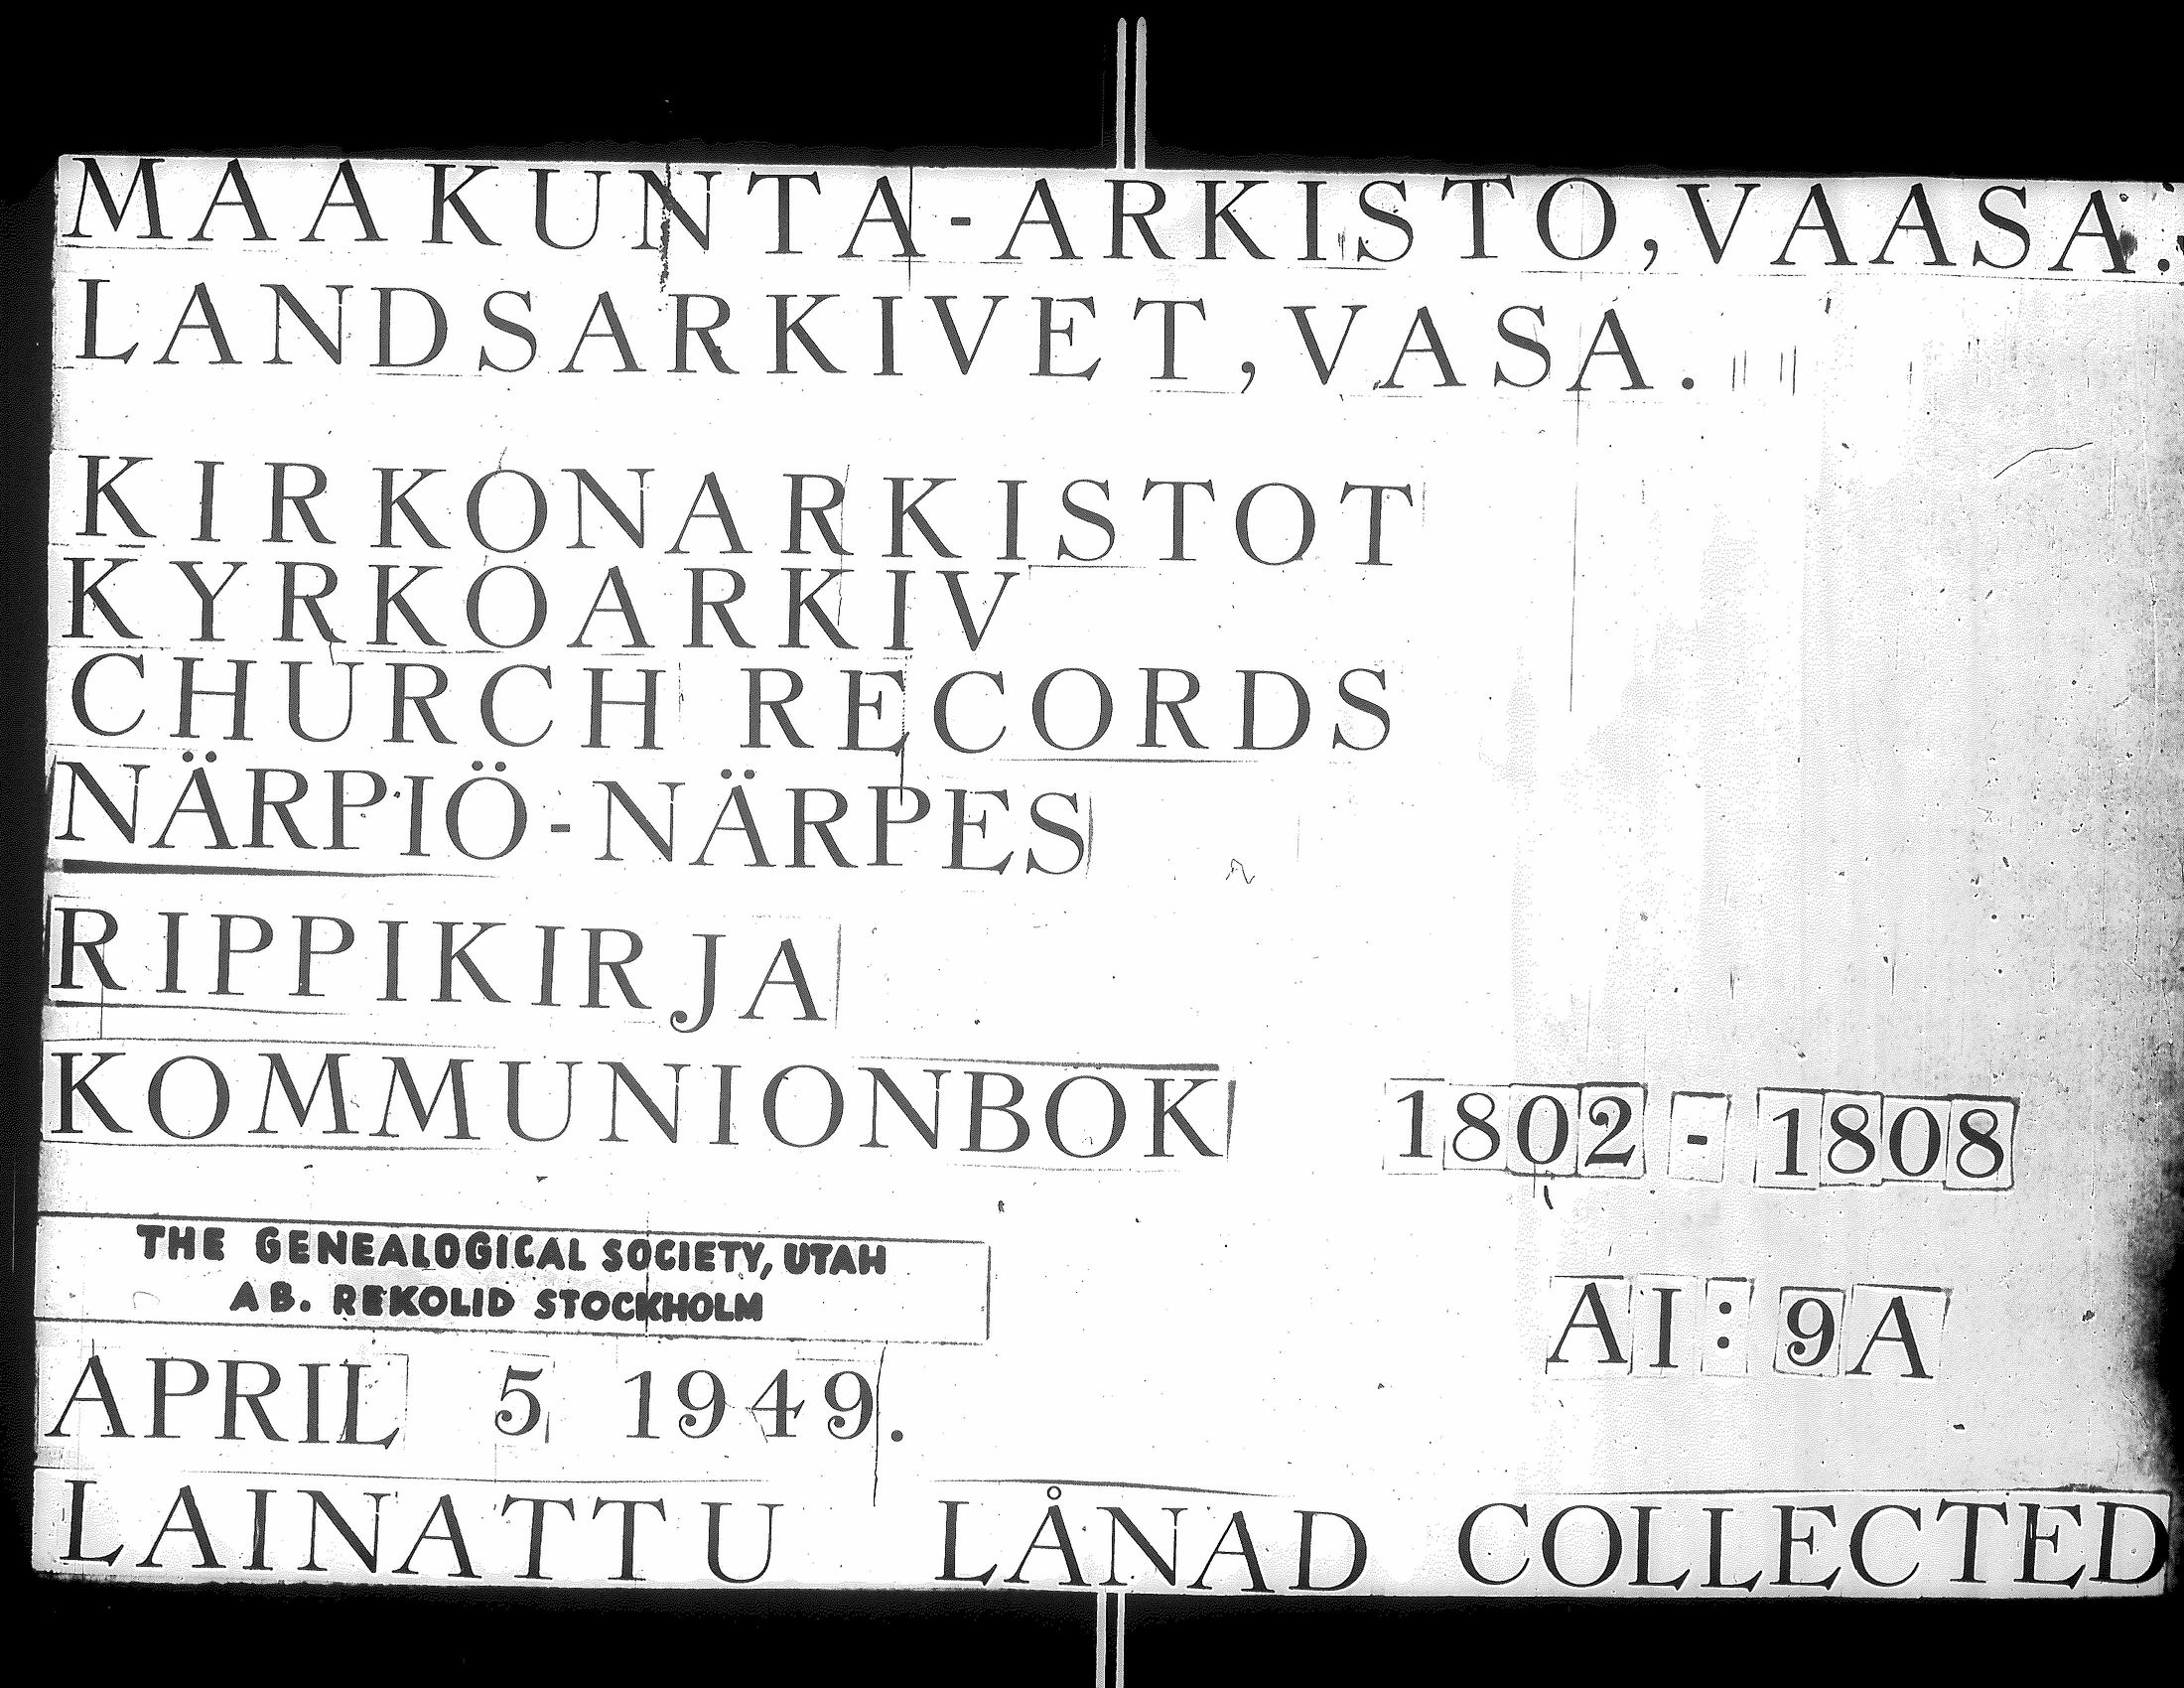 MAAKUNTA-ARKISTO, VAASA.
LANDSARKIVET, VASA.
KIRKONARKISTOT
KYRKOARKIV
CHURCH RECORDS
NÄRPIÖ-NÄRPES
RIPPIKIRJA
KOMMUNIONBOK 1802-1808
THE GENEALOGICAL SOCIETY, UTAH
AB. REKOLID STOCKHOLM
AI:9A
APRIL 5 1949.
LAINATTU LÅNAD COLLECTED